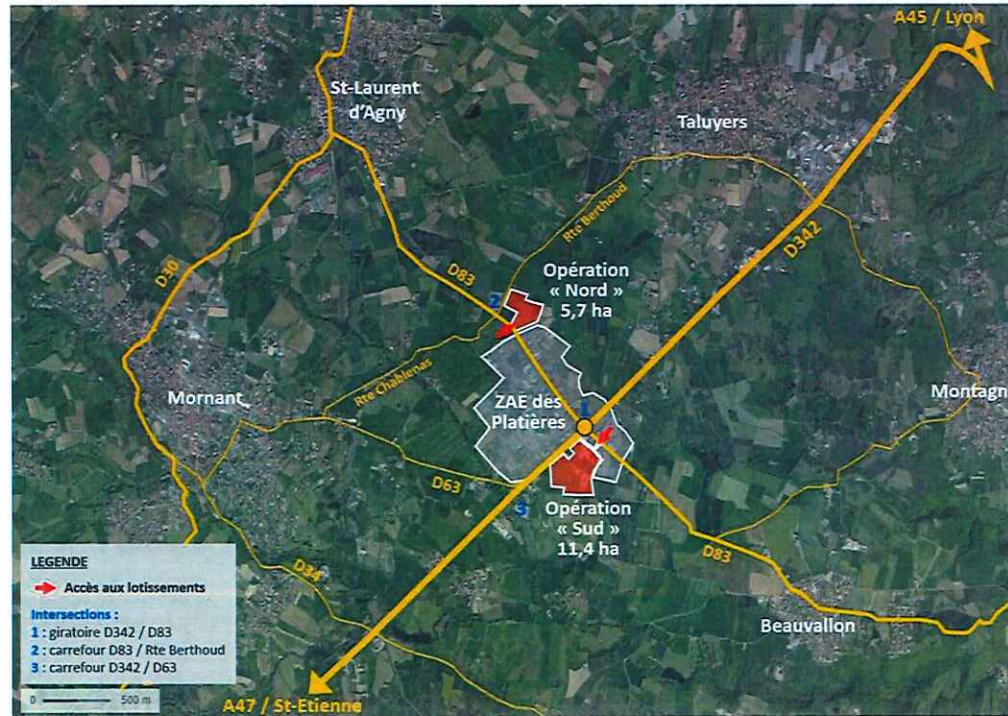 A45 / Lyon
St-Laurent
d'Agny
Taluyers
Rte Berthoud
D342
D30
D83
Opération
« Nord »
5,7 ha
2
Rte Chablenas
Mornant
ZAE des
Platières
1
Montagn
D63
3
Opération
« Sud »
11,4 ha
D83
D34
Beauvallon
LEGENDE
Accès aux lotissements
Intersections :
1 : giratoire D342 / D83
2 : carrefour D83 / Rte Berthoud
3 : carrefour D342 / D63
0 500 m
A47 / St-Etienne